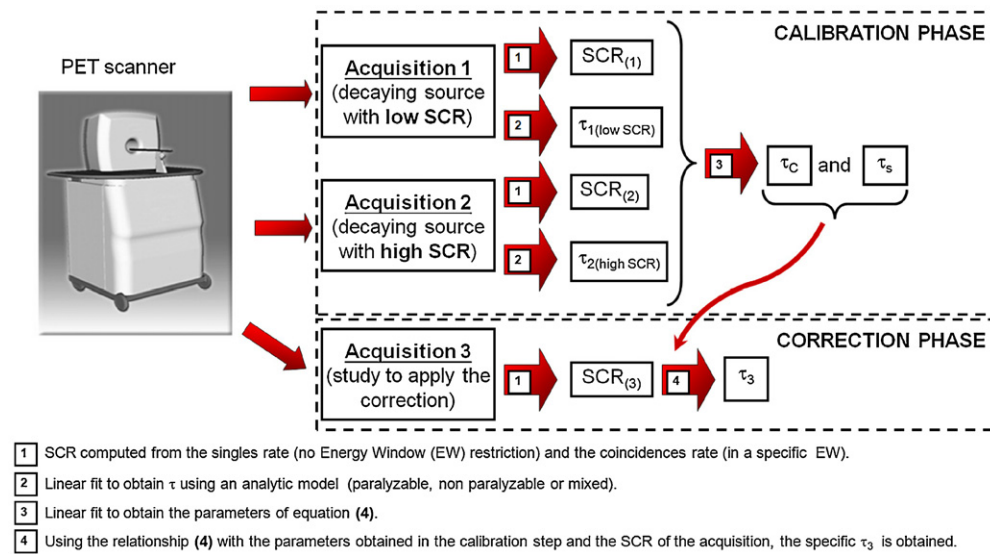 CALIBRATION PHASE
PET scanner
Acquisition 1
(decaying source
with low SCR)
1
SCR(1)
2
τ1(low SCR)
Acquisition 2
(decaying source
with high SCR)
1
SCR(2)
2
τ2(high SCR)
3
τC and τs
CORRECTION PHASE
Acquisition 3
(study to apply the
correction)
1
SCR(3)
4
τ3
1 SCR computed from the singles rate (no Energy Window (EW) restriction) and the coincidences rate (in a specific EW).
2 Linear fit to obtain τ using an analytic model (paralyzable, non paralyzable or mixed).
3 Linear fit to obtain the parameters of equation (4).
4 Using the relationship (4) with the parameters obtained in the calibration step and the SCR of the acquisition, the specific τ3 is obtained.